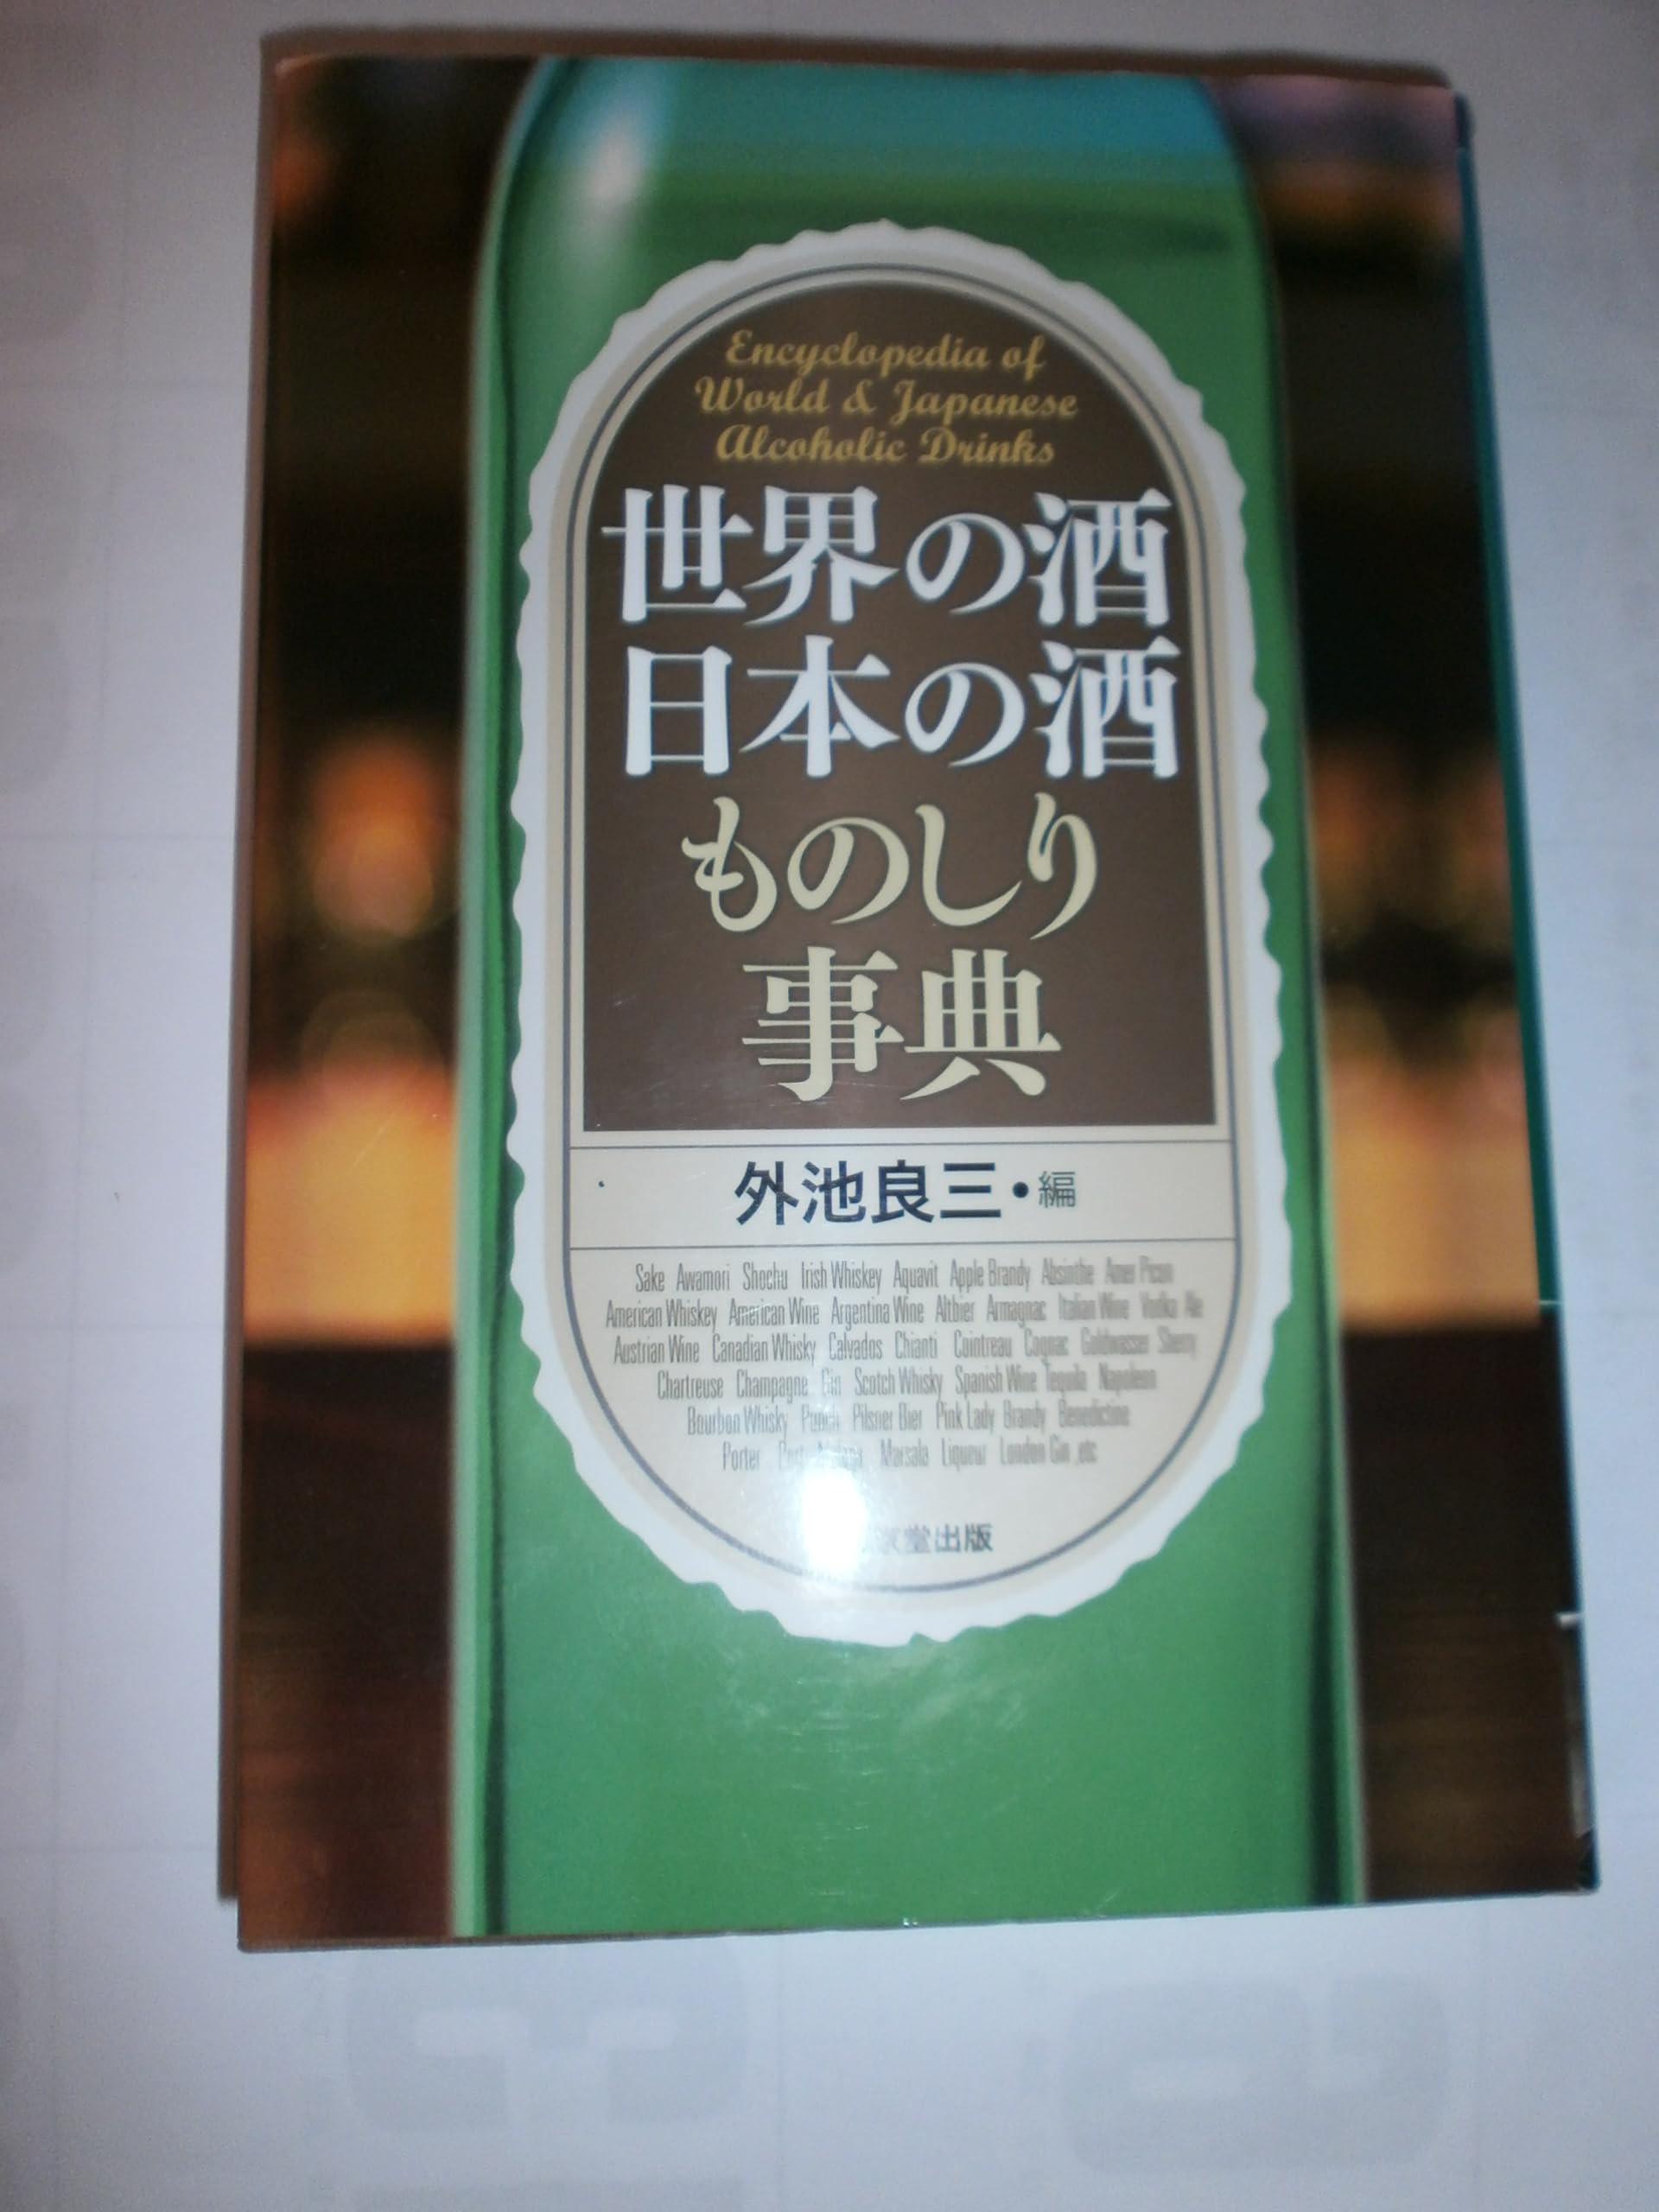 Encyclopedia of
World & Japanese
Alcoholic Drinks
世界の酒
日本の酒
ものしり
事典
外池良三・編
Sake Awamori Shochu Irish Whiskey Aquavit Apple Brandy Absinthe Amer Picon
American Whiskey American Wine Argentina Wine Altbier Armagnac Italian Wine Vodka Ale
Austrian Wine Canadian Whisky Calvados Chianti Cointreau Cognac Goldwasser Sherry
Chartreuse Champagne Gin Scotch Whisky Spanish Wine Tequila Napoleon
Bourbon Whisky Punch Pilsner Bier Pink Lady Brandy Benedictine
Porter Port Marsala Liqueur London Gin ,etc
堂出版